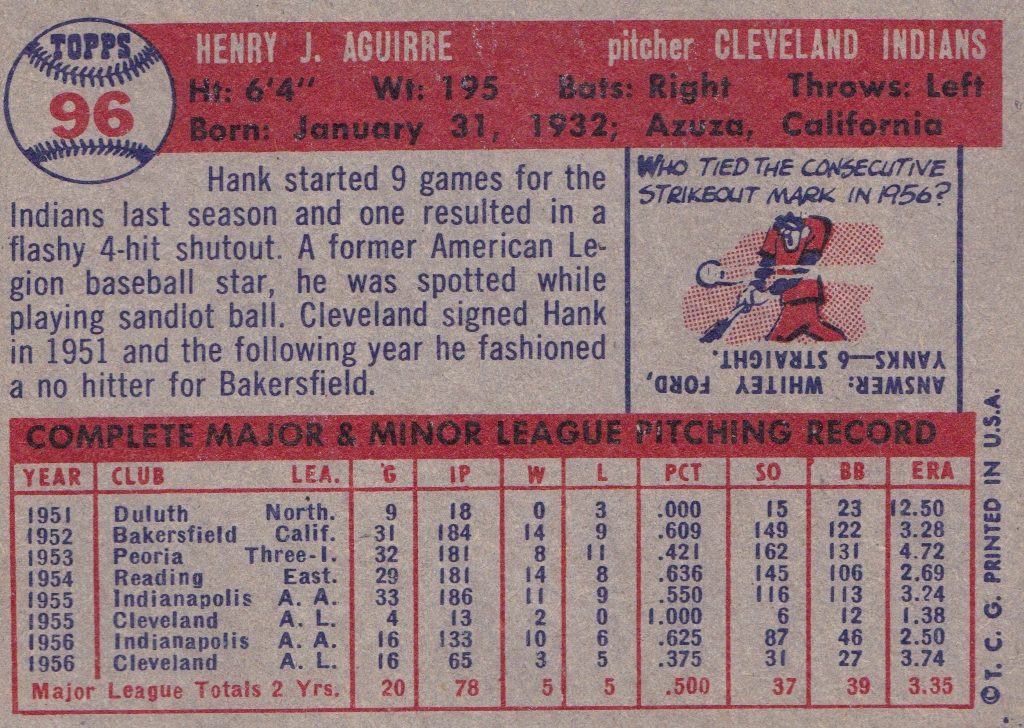 TOPPS
96
HENRY J. AGUIRRE pitcher CLEVELAND INDIANS
Ht: 6'4" Wt: 195 Bats: Right Throws: Left
Born: January 31, 1932; Azuza, California
Hank started 9 games for the
Indians last season and one resulted in a
flashy 4-hit shutout. A former American Le-
gion baseball star, he was spotted while
playing sandlot ball. Cleveland signed Hank
in 1951 and the following year he fashioned
a no hitter for Bakersfield.
WHO TIED THE CONSECUTIVE
STRIKEOUT MARK IN 1956?
ANSWER: WHITEY FORD,
YANKS—6 STRAIGHT.
COMPLETE MAJOR & MINOR LEAGUE PITCHING RECORD
YEAR CLUB LEA. G IP W L PCT SO BB ERA
1951 Duluth North. 9 18 0 3 .000 15 23 12.50
1952 Bakersfield Calif. 31 184 14 9 .609 149 122 3.28
1953 Peoria Three-I. 32 181 8 11 .421 162 131 4.72
1954 Reading East. 29 181 14 8 .636 145 106 2.69
1955 Indianapolis A. A. 33 186 11 9 .550 116 113 3.24
1955 Cleveland A. L. 4 13 2 0 1.000 6 12 1.38
1956 Indianapolis A. A. 16 133 10 6 .625 87 46 2.50
1956 Cleveland A. L. 16 65 3 5 .375 31 27 3.74
Major League Totals 2 Yrs. 20 78 5 5 .500 37 39 3.35
©T. C. G. PRINTED IN U.S.A.